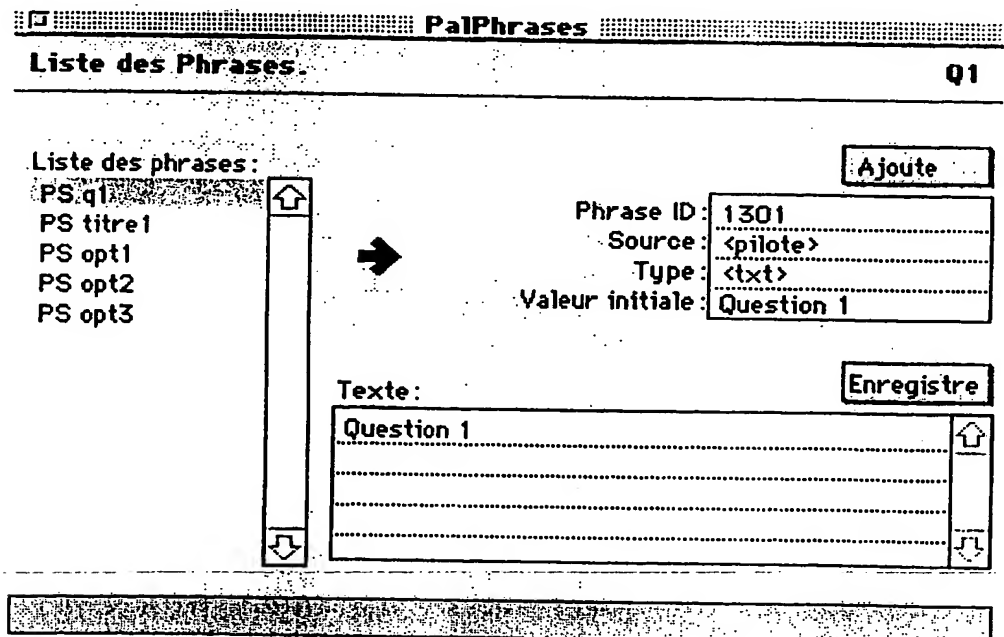 PalPhrases
Liste des Phrases.
Q1
Liste des phrases:
PS q1
PS titre1
PS opt1
PS opt2
PS opt3
Ajoute
Phrase ID: 1301
Source: <pilote>
Type: <txt>
Valeur initiale: Question 1
Enregistre
Texte:
Question 1